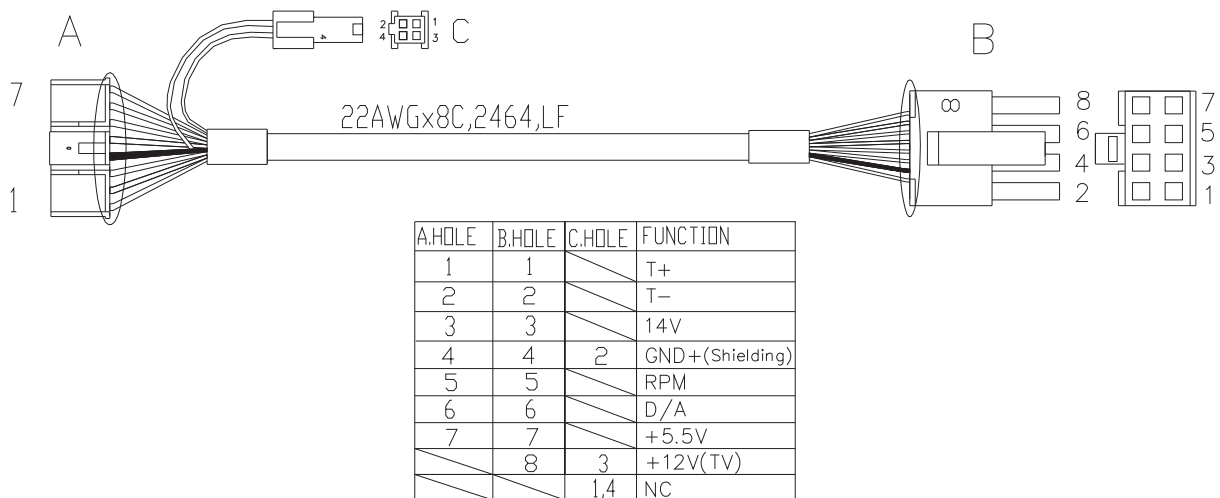 A
2 1
4 3
C
B
7
1
22AWGx8C,2464,LF
8
8 7
6 5
4 3
2 1
A.HOLE B.HOLE C.HOLE FUNCTION
1 1 T+
2 2 T-
3 3 14V
4 4 2 GND+(Shielding)
5 5 RPM
6 6 D/A
7 7 +5.5V
8 3 +12V(TV)
1,4 NC